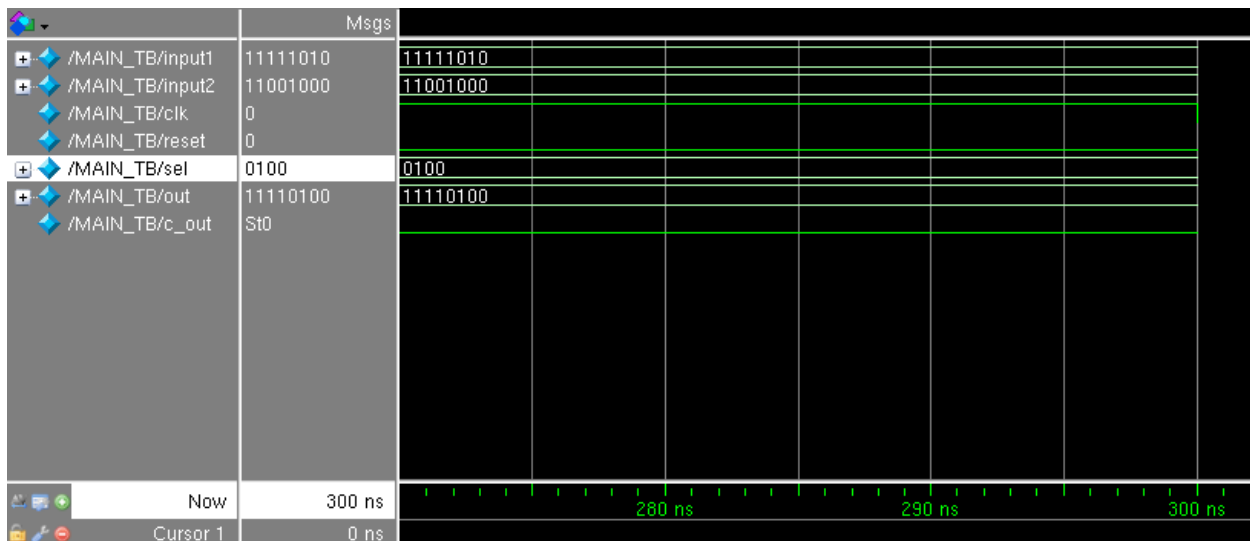 Msgs
/MAIN_TB/input1 11111010 11111010
/MAIN_TB/input2 11001000 11001000
/MAIN_TB/clk 0
/MAIN_TB/reset 0
/MAIN_TB/sel 0100 0100
/MAIN_TB/out 11110100 11110100
/MAIN_TB/c_out St0
Now 300 ns 280 ns 290 ns 300 ns
Cursor 1 0 ns